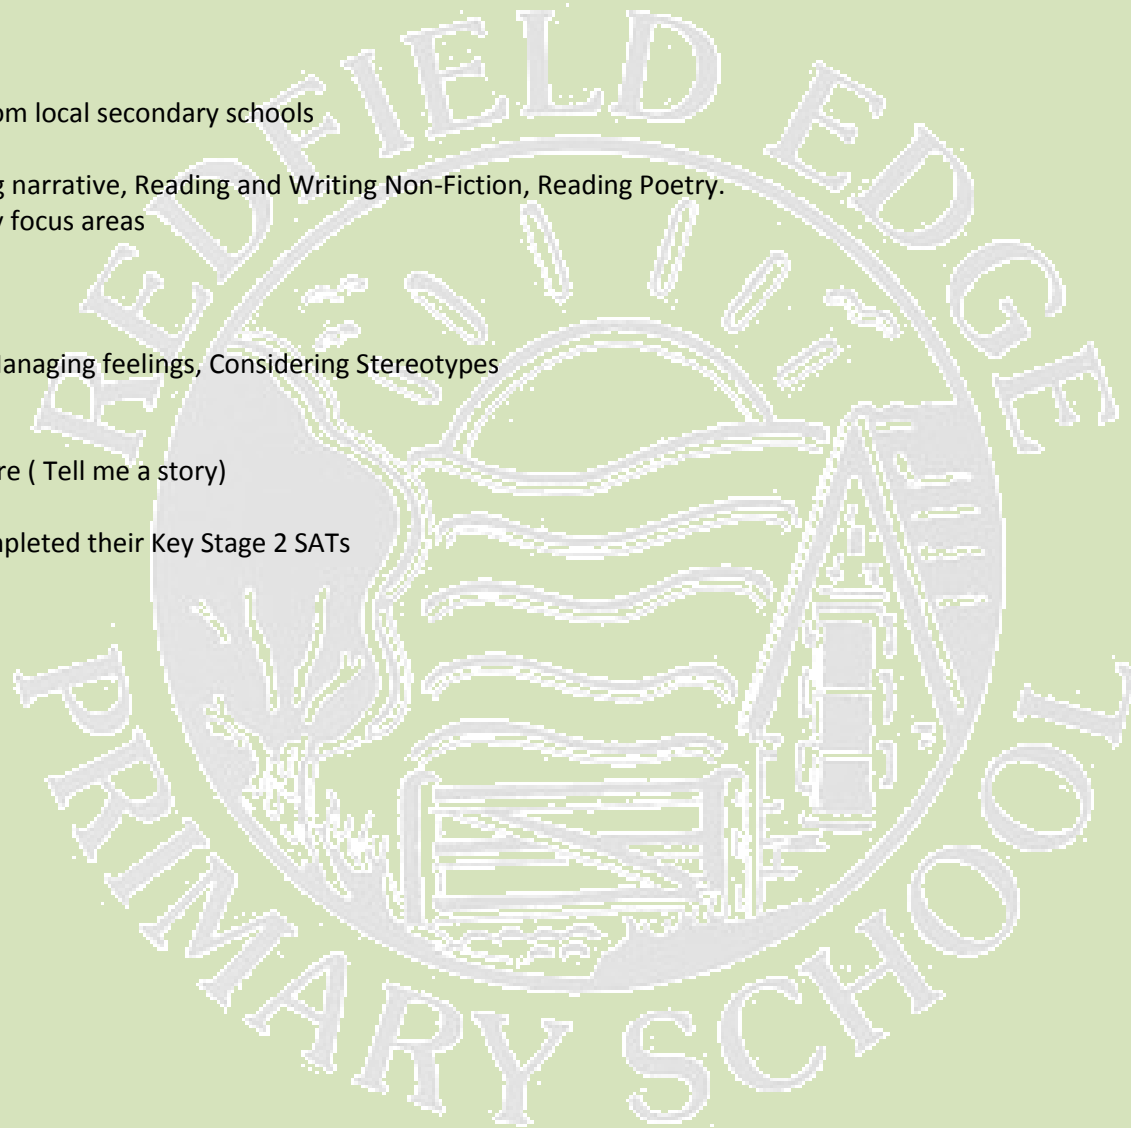 REDFIELD EDGE
om local secondary schools
g narrative, Reading and Writing Non-Fiction, Reading Poetry.
y focus areas
anaging feelings, Considering Stereotypes
re ( Tell me a story)
pleted their Key Stage 2 SATs
PRIMARY SCHOOL